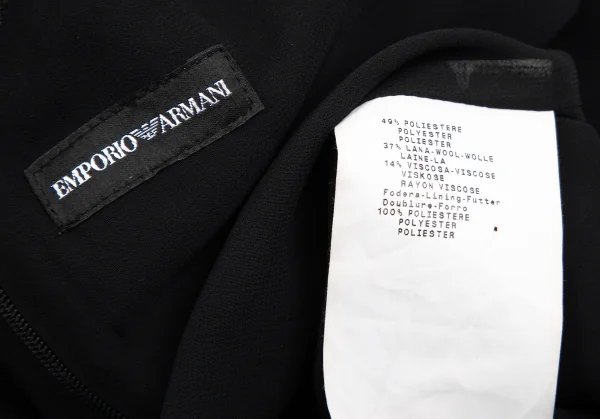 EMPORIO ARMANI
49% POLIESTERE
POLYESTER
POLIESTER
37% LANA-WOOL-WOLLE
LAINE-LA
14% VISCOSA-VISCOSE
VISKOSE
RAYON VISCOSE
Fodera-Lining-Futter
Doublure-Forro
100% POLIESTERE
POLYESTER
POLIESTER